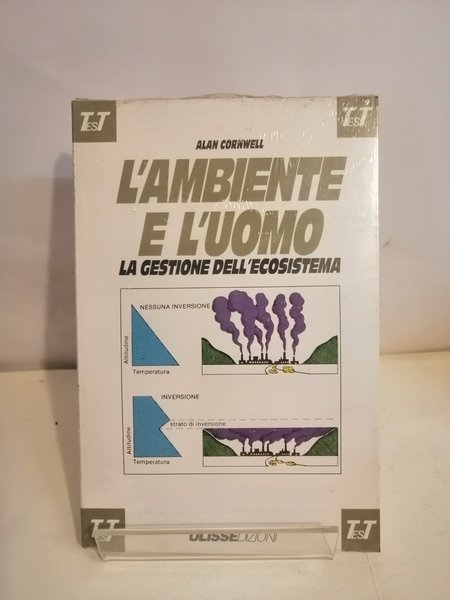 TEST
TEST
ALAN CORNWELL
L'AMBIENTE
E L'UOMO
LA GESTIONE DELL'ECOSISTEMA
NESSUNA INVERSIONE
Altitudine
Temperatura
INVERSIONE
strato di inversione
Altitudine
Temperatura
TEST
TEST
ULISSEDIZIONI